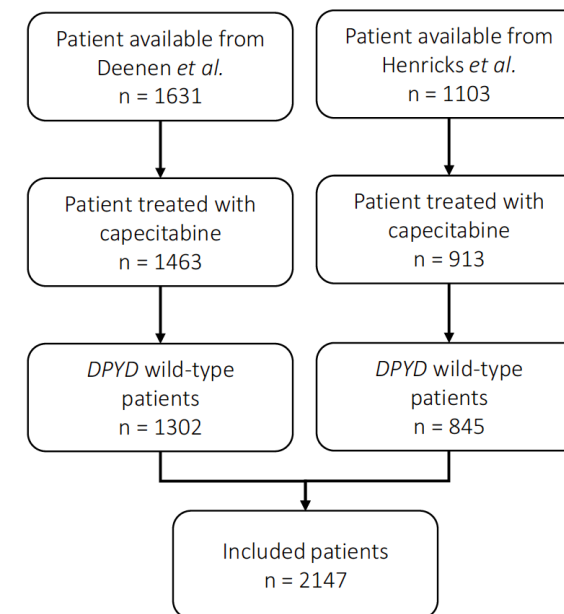 Patient available from
Deenen et al.
n = 1631
Patient available from
Henricks et al.
n = 1103
Patient treated with
capecitabine
n = 1463
Patient treated with
capecitabine
n = 913
DPYD wild-type
patients
n = 1302
DPYD wild-type
patients
n = 845
Included patients
n = 2147